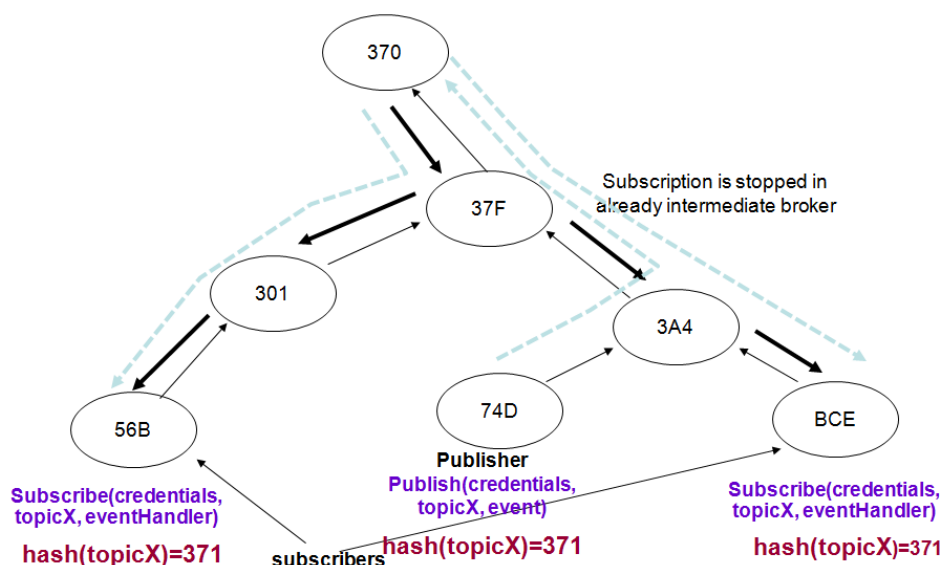 370
37F
Subscription is stopped in
already intermediate broker
301
3A4
56B
74D
BCE
Publisher
Publish(credentials,
topicX, event)
Subscribe(credentials,
topicX, eventHandler)
Subscribe(credentials,
topicX, eventHandler)
hash(topicX)=371
subscribers
hash(topicX)=371
hash(topicX)=371